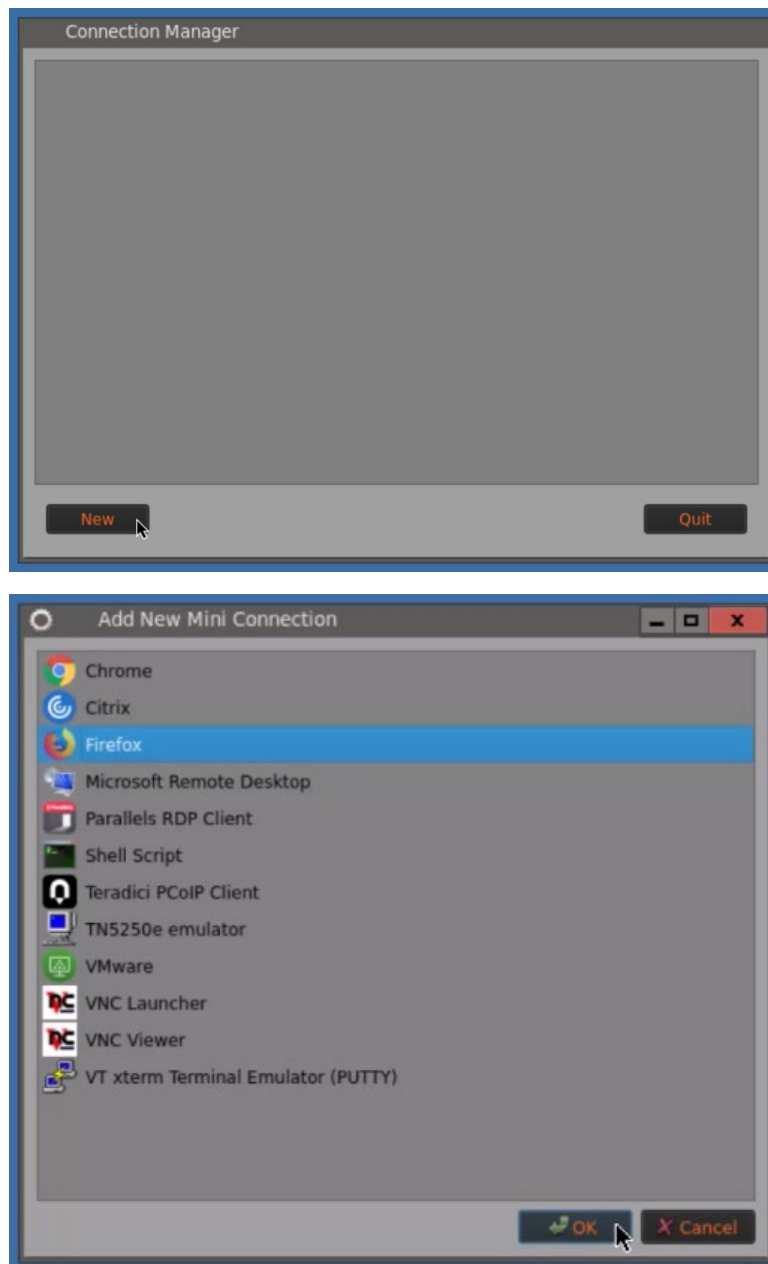 Connection Manager
New
Quit
Add New Mini Connection
Chrome
Citrix
Firefox
Microsoft Remote Desktop
Parallels RDP Client
Shell Script
Teradici PCoIP Client
TN5250e emulator
VMware
VNC Launcher
VNC Viewer
VT xterm Terminal Emulator (PUTTY)
OK
Cancel